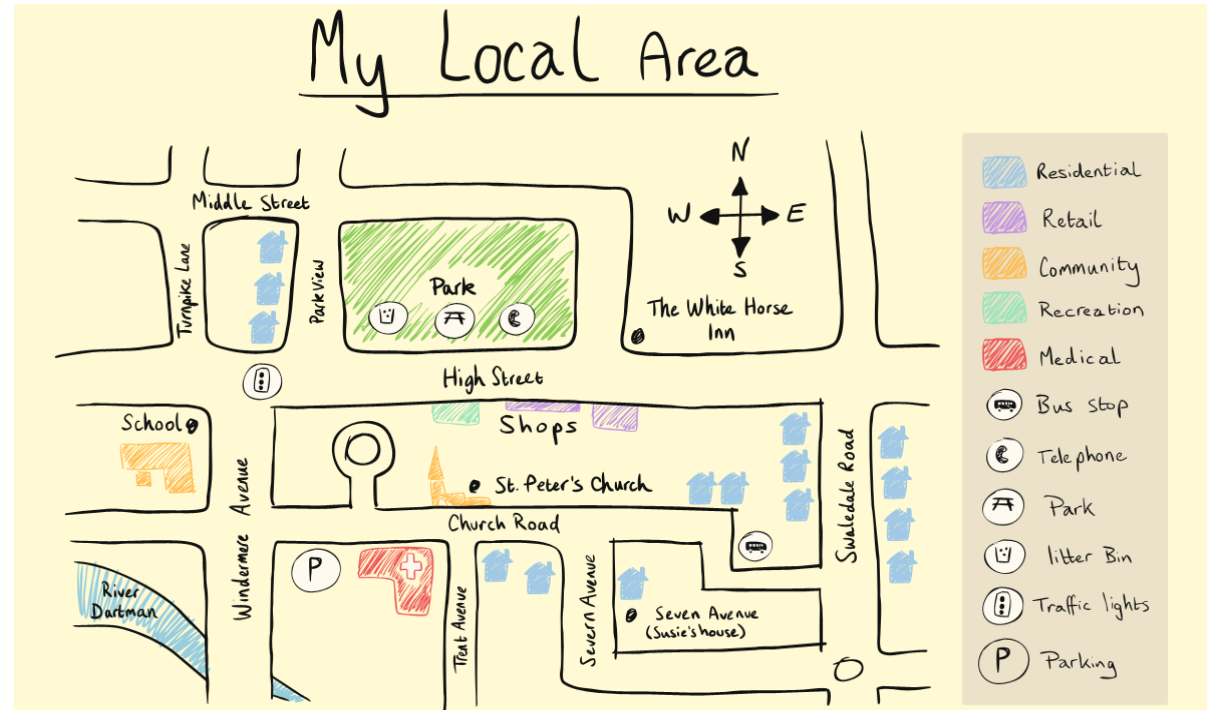 My Local Area
N
W E
S
Middle Street
Turnpike Lane
Park View
Park
The White Horse
Inn
High Street
School
Shops
St. Peter's Church
Church Road
Windermere Avenue
Swaledale Road
P
River
Dartman
Trent Avenue
Severn Avenue
Seven Avenue
(Susie's house)
Residential
Retail
Community
Recreation
Medical
Bus stop
Telephone
Park
litter Bin
Traffic lights
P Parking